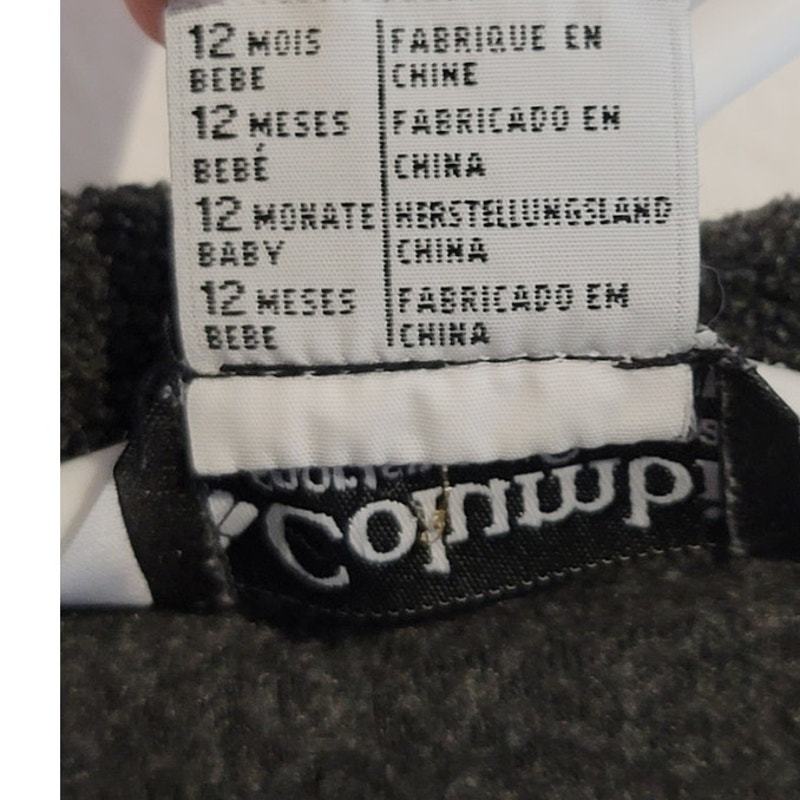 12 MOIS
BEBE
FABRIQUE EN
CHINE
12 MESES
BEBÉ
FABRICADO EN
CHINA
12 MONATE
BABY
HERSTELLUNGSLAND
CHINA
12 MESES
BEBE
FABRICADO EM
CHINA
Columbi